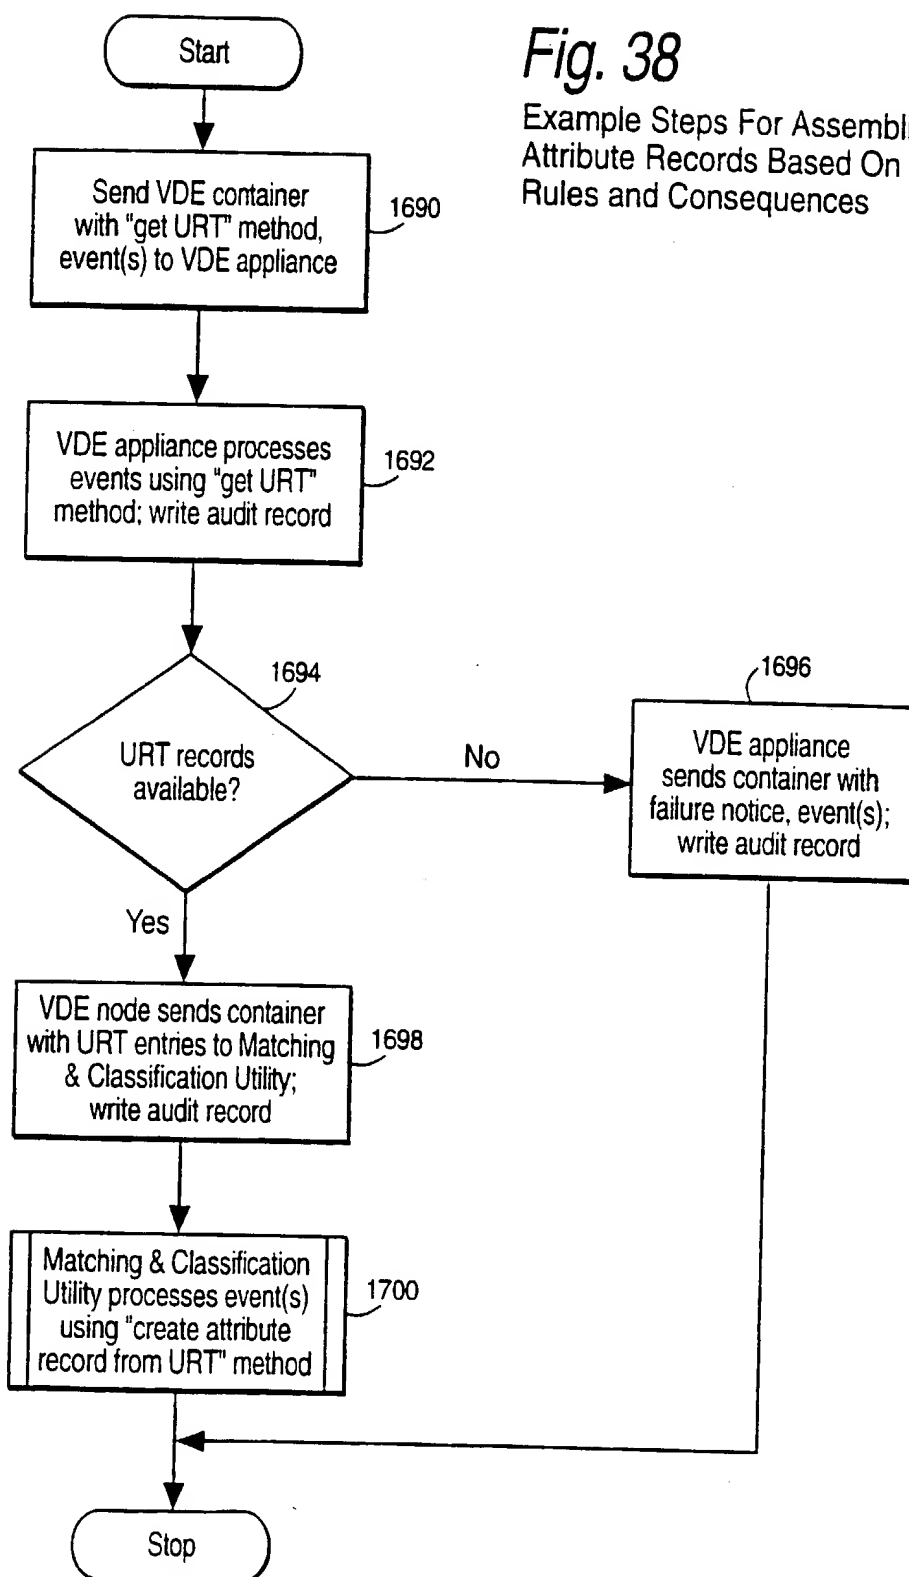 Start
Fig. 38
Example Steps For
Attribute Records Based On
Rules and Consequences
Send VDE container
with "get URT" method,
event(s) to VDE appliance
1690
VDE appliance processes
events using "get URT"
method; write audit record
1692
URT records
available?
1694
No
1696
VDE appliance
sends container with
failure notice, event(s);
write audit record
Yes
VDE node sends container
with URT entries to Matching
& Classification Utility;
write audit record
1698
Matching & Classification
Utility processes event(s)
using "create attribute
record from URT" method
1700
Stop